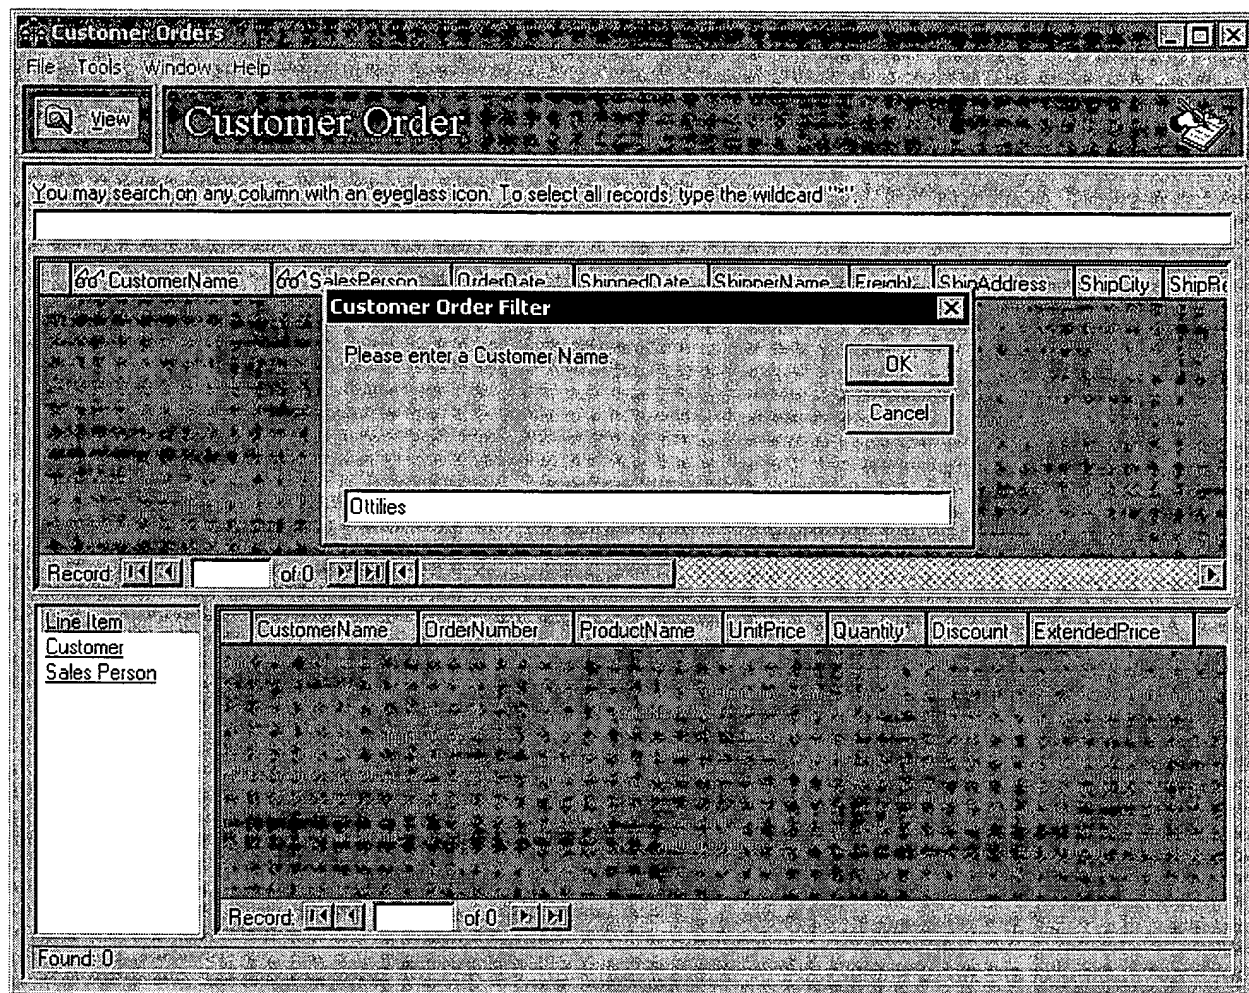 Customer Orders
File Tools Window Help
View Customer Order
You may search on any column with an eyeglass icon. To select all records, type the wildcard "*".
CustomerName SalesPerson OrderDate ShippedDate ShipperName Freight ShipAddress ShipCity ShipRe
Customer Order Filter
Please enter a Customer Name.
OK
Cancel
Ottilies
Record: of 0
Line Item
Customer
Sales Person
CustomerName OrderNumber ProductName UnitPrice Quantity Discount ExtendedPrice
Record: of 0
Found: 0